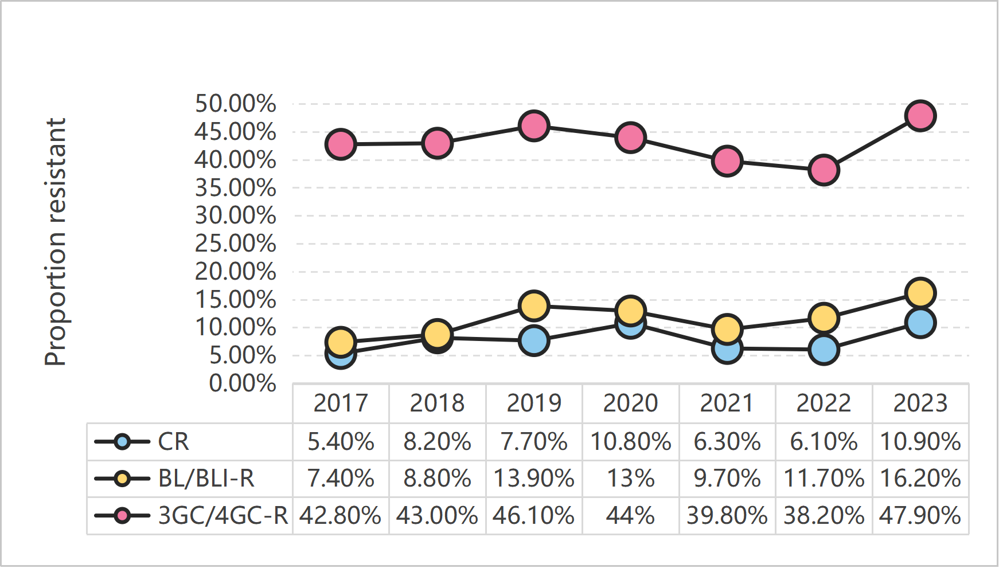 Proportion resistant
50.00%
45.00%
40.00%
35.00%
30.00%
25.00%
20.00%
15.00%
10.00%
5.00%
0.00%
2017 2018 2019 2020 2021 2022 2023
CR 5.40% 8.20% 7.70% 10.80% 6.30% 6.10% 10.90%
BL/BLI-R 7.40% 8.80% 13.90% 13% 9.70% 11.70% 16.20%
3GC/4GC-R 42.80% 43.00% 46.10% 44% 39.80% 38.20% 47.90%